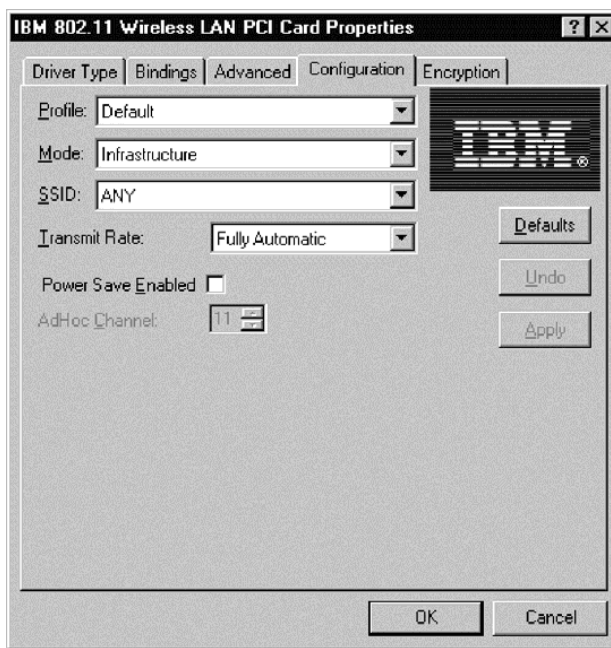 IBM 802.11 Wireless LAN PCI Card Properties
Driver Type Bindings Advanced Configuration Encryption
Profile: Default
Mode: Infrastructure
IBM®
SSID: ANY
Transmit Rate: Fully Automatic
Defaults
Power Save Enabled
Undo
AdHoc Channel: 11
Apply
OK Cancel